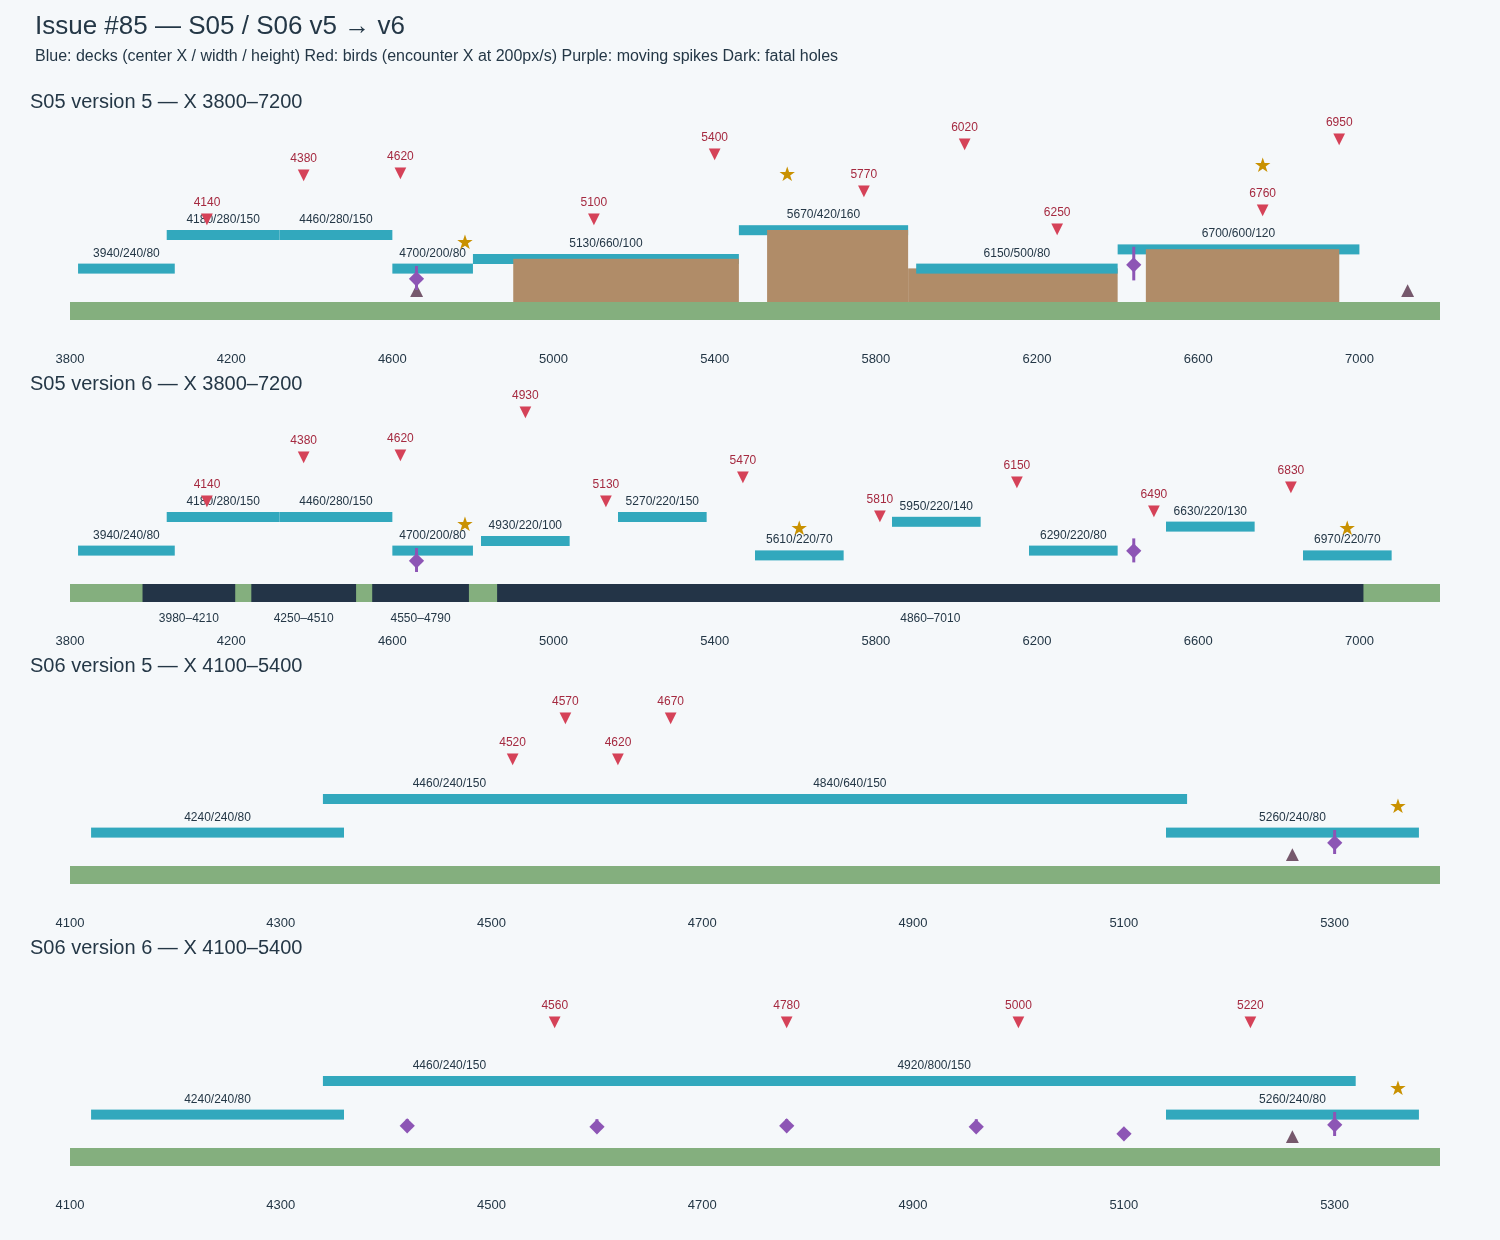 Issue #85 — S05 / S06 v5 → v6
Blue: decks (center X / width / height) Red: birds (encounter X at 200px/s) Purple: moving spikes Dark: fatal holes
S05 version 5 — X 3800–7200
6950
6020
5400
4380 4620
5770
6760
4140 5100
6250
4180/280/150 4460/280/150 5670/420/160
6700/600/120
5130/660/100
3940/240/80 4700/200/80 6150/500/80
3800 4200 4600 5000 5400 5800 6200 6600 7000
S05 version 6 — X 3800–7200
4930
4380 4620
5470
6150
6830
4140 5130
6490
4180/280/150 4460/280/150 5270/220/150
5810 5950/220/140
6630/220/130
4930/220/100
3940/240/80 4700/200/80 6290/220/80
5610/220/70 6970/220/70
3980–4210 4250–4510 4550–4790 4860–7010
3800 4200 4600 5000 5400 5800 6200 6600 7000
S06 version 5 — X 4100–5400
4570 4670
4520 4620
4460/240/150 4840/640/150
4240/240/80 5260/240/80
4100 4300 4500 4700 4900 5100 5300
S06 version 6 — X 4100–5400
4560 4780 5000 5220
4460/240/150 4920/800/150
4240/240/80 5260/240/80
4100 4300 4500 4700 4900 5100 5300